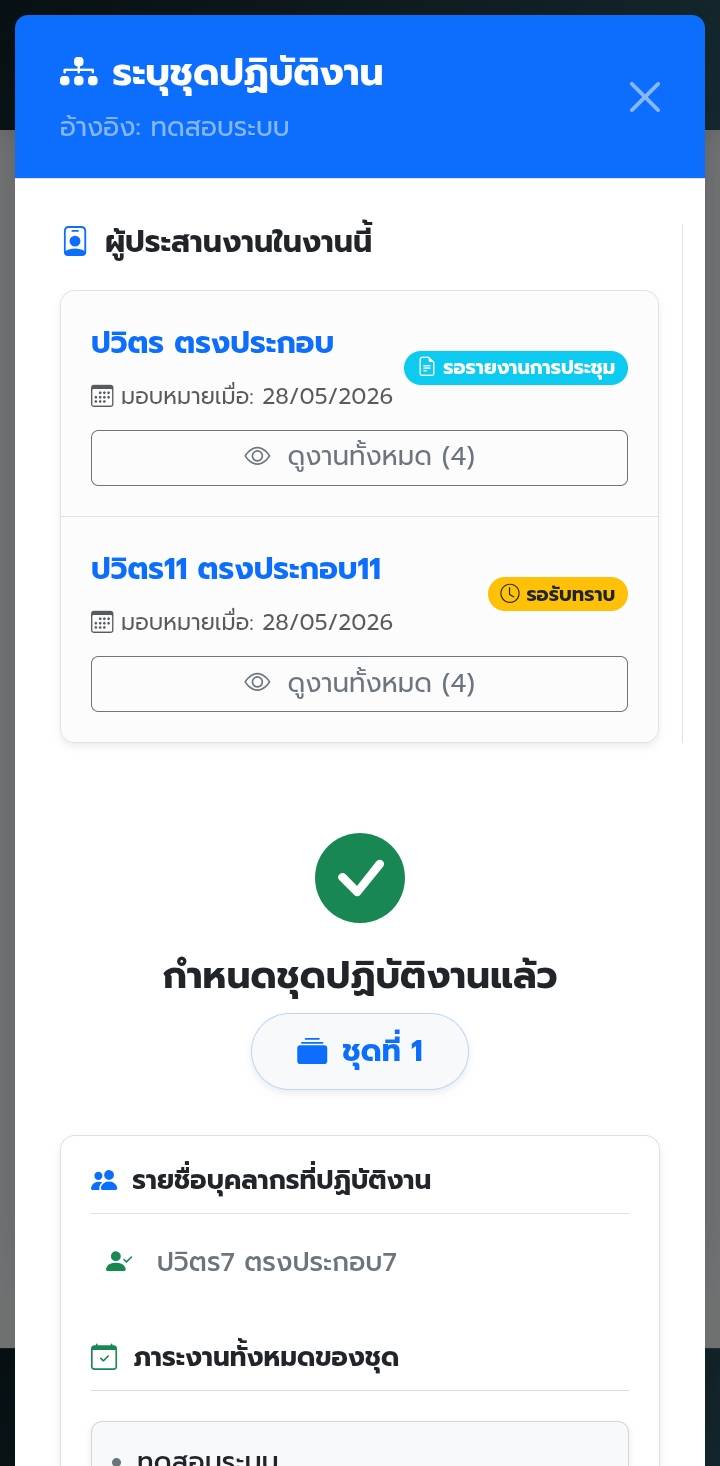 ระบุชุดปฏิบัติงาน
อ้างอิง: ทดสอบระบบ
ผู้ประสานงานในงานนี้
ปวิตร ตรงประกอบ
รอรายงานการประชุม
มอบหมายเมื่อ: 28/05/2026
ดูงานทั้งหมด (4)
ปวิตร11 ตรงประกอบ11
รอรับทราบ
มอบหมายเมื่อ: 28/05/2026
ดูงานทั้งหมด (4)
กำหนดชุดปฏิบัติงานแล้ว
ชุดที่ 1
รายชื่อบุคลากรที่ปฏิบัติงาน
ปวิตร7 ตรงประกอบ7
ภาระงานทั้งหมดของชุด
ทดสอบระบบ